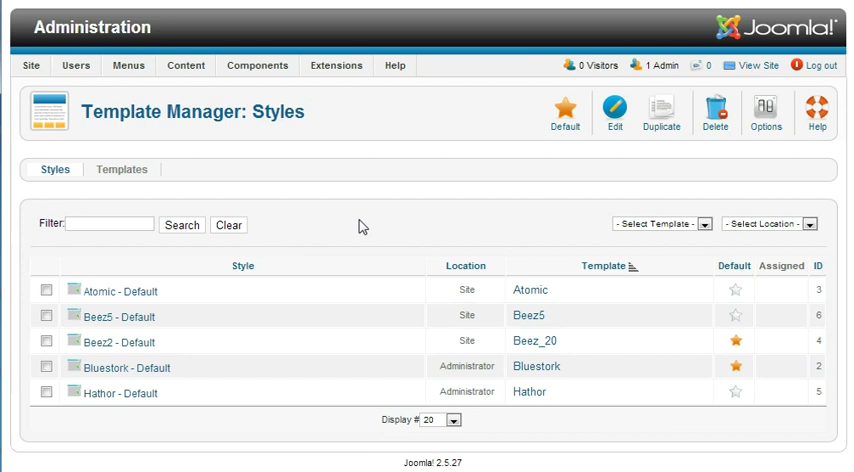 Administration
Joomla!
Site Users Menus Content Components Extensions Help 0 Visitors 1 Admin 0 View Site Log out
Template Manager: Styles
Default Edit Duplicate Delete Options Help
Styles Templates
Filter: Search Clear - Select Template - - Select Location -
Style Location Template Default Assigned ID
Atomic - Default Site Atomic 3
Beez5 - Default Site Beez5 6
Beez2 - Default Site Beez_20 4
Bluestork - Default Administrator Bluestork 2
Hathor - Default Administrator Hathor 5
Display # 20
Joomla! 2.5.27